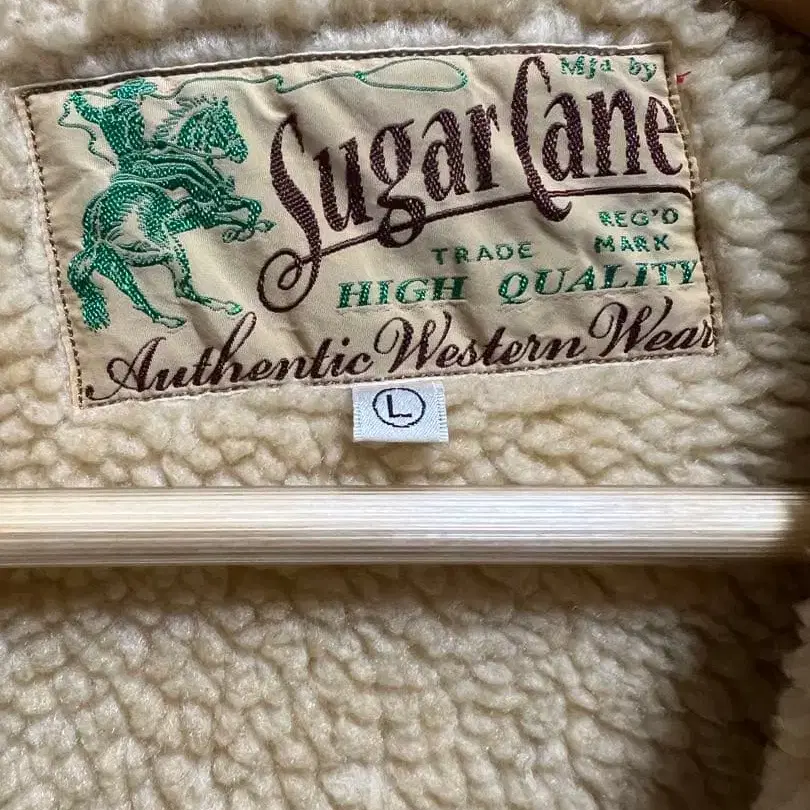 Mfd by
Sugar Cane
REG'D
TRADE MARK
HIGH QUALITY
Authentic Western Wear
L